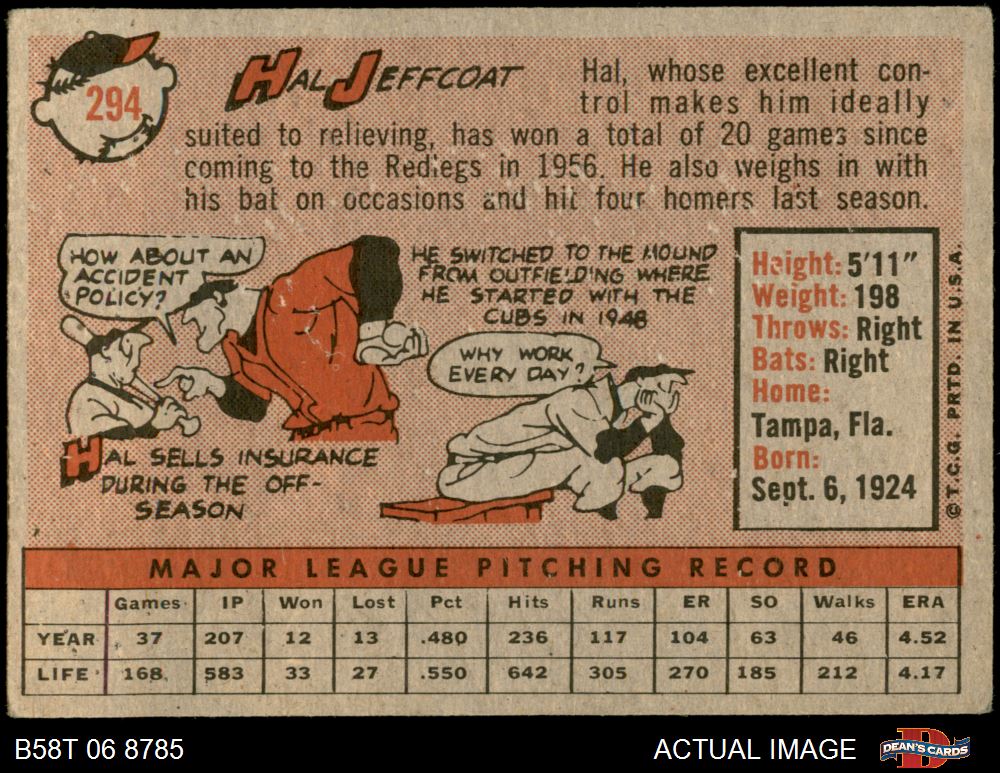 294
HAL JEFFCOAT
Hal, whose excellent con-
trol makes him ideally
suited to relieving, has won a total of 20 games since
coming to the Redlegs in 1956. He also weighs in with
his bat on occasions and hit four homers last season.
HOW ABOUT AN
ACCIDENT
POLICY?
HAL SELLS INSURANCE
DURING THE OFF-
SEASON
HE SWITCHED TO THE MOUND
FROM OUTFIELDING WHERE
HE STARTED WITH THE
CUBS IN 1948
WHY WORK
EVERY DAY?
Height: 5'11"
Weight: 198
Throws: Right
Bats: Right
Home:
Tampa, Fla.
Born:
Sept. 6, 1924
© T.C.G. PRTD. IN U.S.A.
MAJOR LEAGUE PITCHING RECORD
Games IP Won Lost Pct Hits Runs ER SO Walks ERA
YEAR 37 207 12 13 .480 236 117 104 63 46 4.52
LIFE 168 583 33 27 .550 642 305 270 185 212 4.17
B58T 06 8785
ACTUAL IMAGE
DEAN'S CARDS